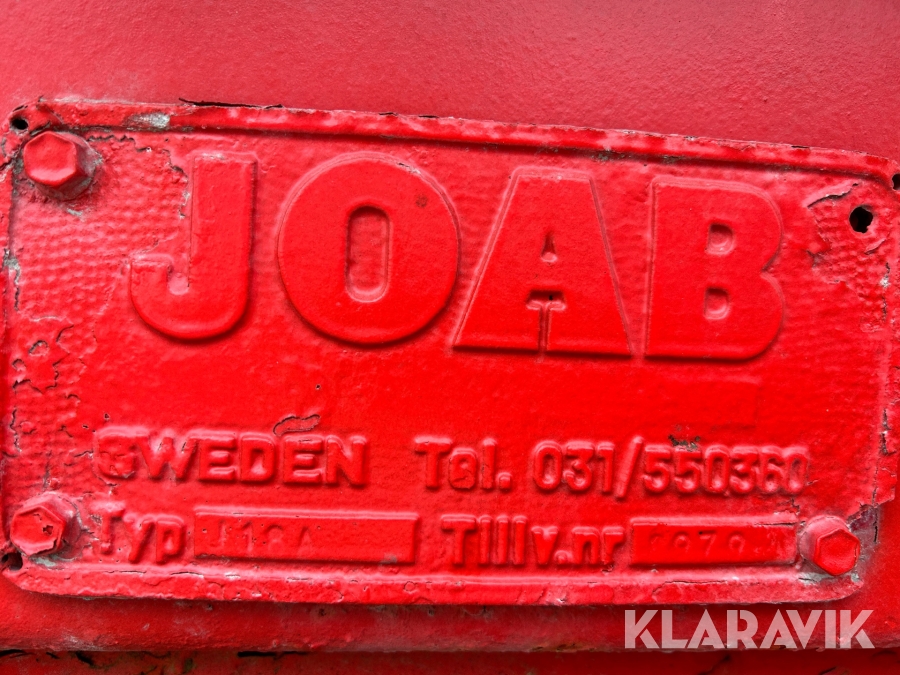 JOAB
SWEDEN Tel. 031/550360
Typ
Tillv.nr
KLARAVIK